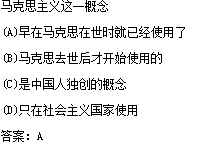 马克思主义这一概念
(A)早在马克思在世时就已经使用了
(B)马克思去世后才开始使用的
(C)是中国人独创的概念
(D)只在社会主义国家使用
答案：A